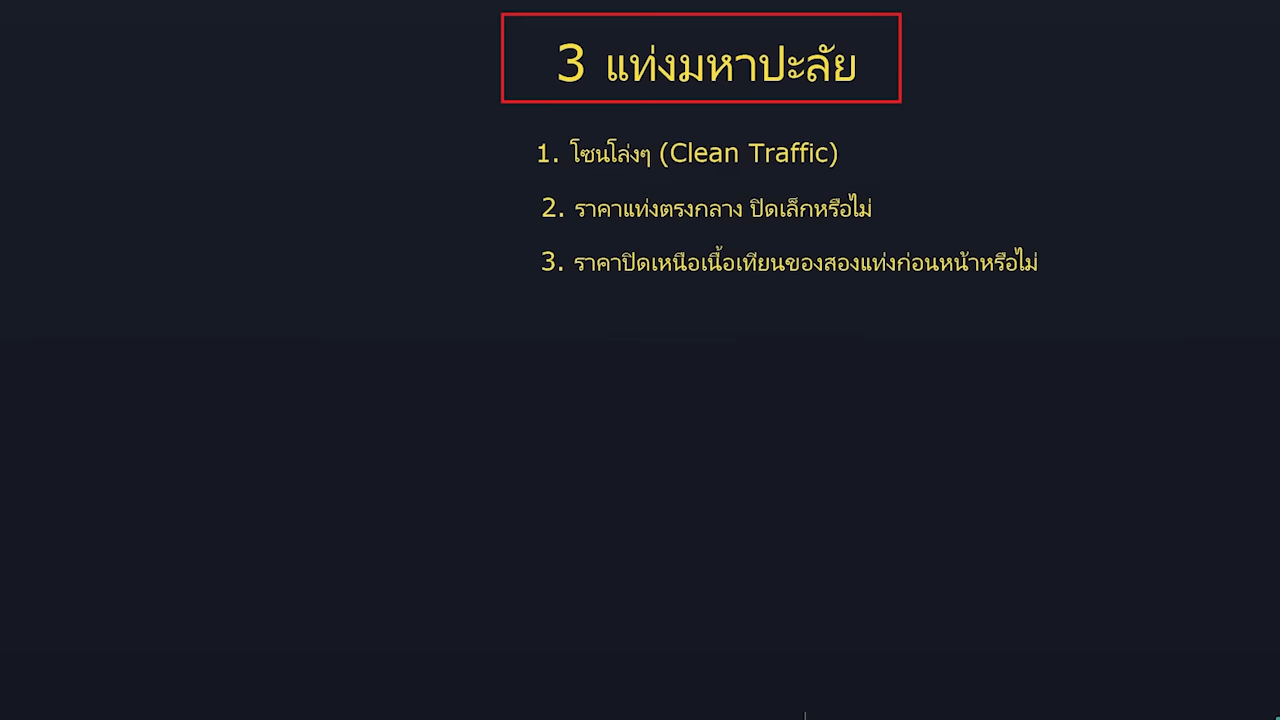 3 แท่งมหาปะลัย
1. โซนโล่งๆ (Clean Traffic)
2. ราคาแท่งตรงกลาง ปิดเล็กหรือไม่
3. ราคาปิดเหนือเนื้อเทียนของสองแท่งก่อนหน้าหรือไม่